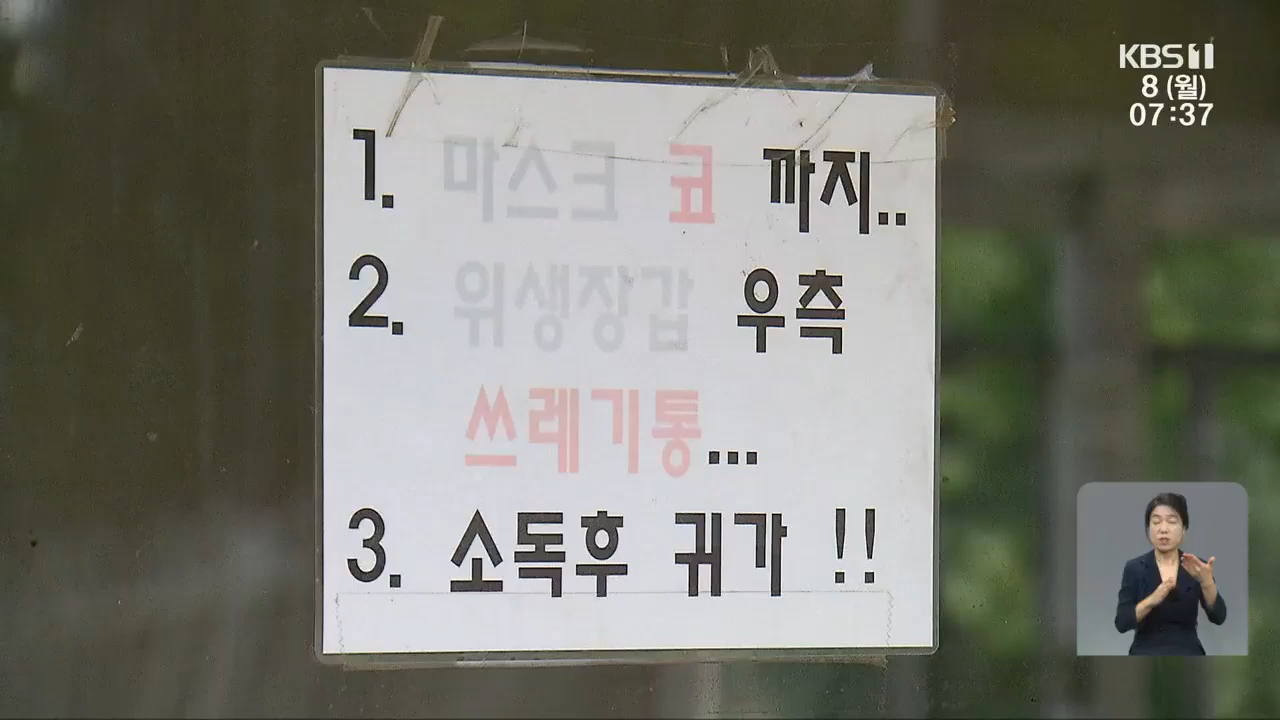 KBS1
8 (월)
07:37
1. 마스크 코 까지..
2. 위생장갑 우측
쓰레기통...
3. 소독후 귀가 !!